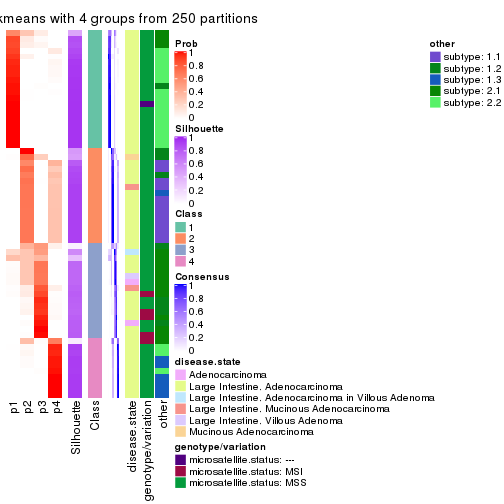 kmeans with 4 groups from 250 partitions
Prob
1
0.8
0.6
0.4
0.2
0
Silhouette
1
0.8
0.6
0.4
0.2
0
Class
1
2
3
4
Consensus
1
0.8
0.6
0.4
0.2
0
disease.state
Adenocarcinoma
Large Intestine, Adenocarcinoma
Large Intestine, Adenocarcinoma in Villous Adenoma
Large Intestine, Mucinous Adenocarcinoma
Large Intestine, Villous Adenoma
Mucinous Adenocarcinoma
genotype/variation
microsatellite.status: ---
microsatellite.status: MSI
microsatellite.status: MSS
other
subtype: 1.1
subtype: 1.2
subtype: 1.3
subtype: 2.1
subtype: 2.2
p1
p2
p3
p4
Silhouette
Class
disease.state
genotype/variation
other